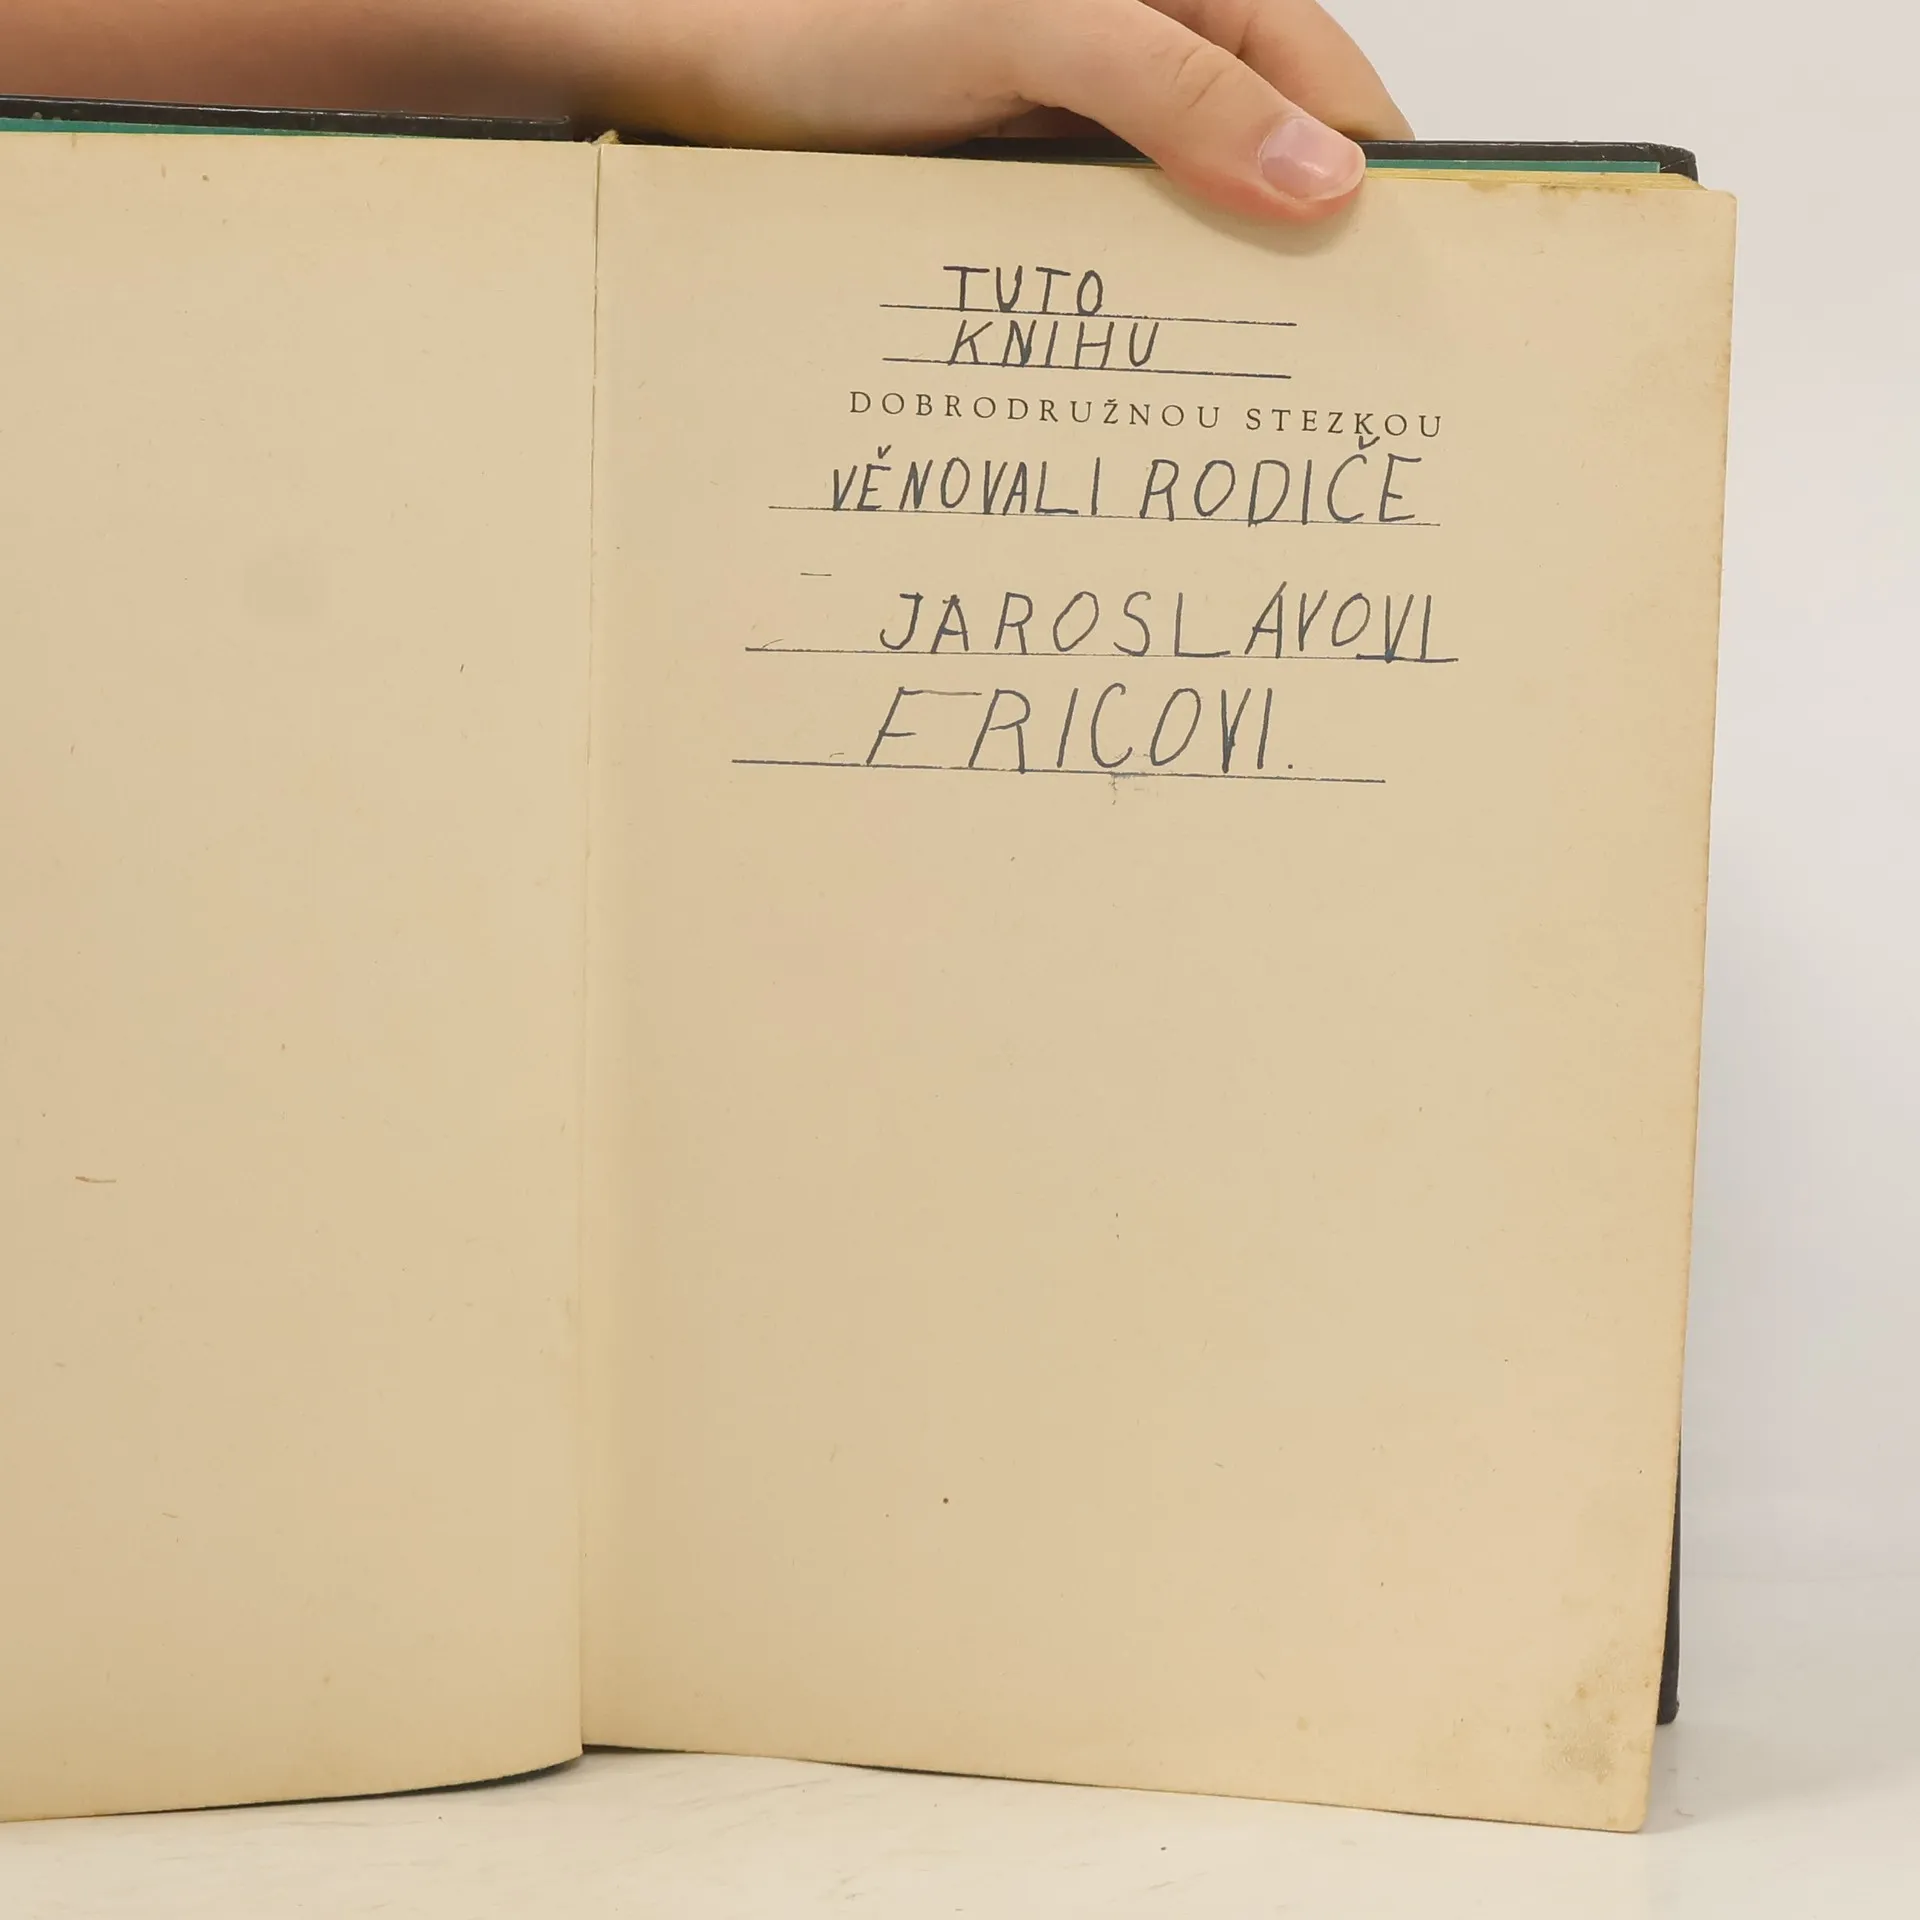 TUTO
KNIHU
DOBRODRUŽNOU STEZKOU
VĚNOVALI RODIČE
JAROSLAVOVI
FRICOVI.